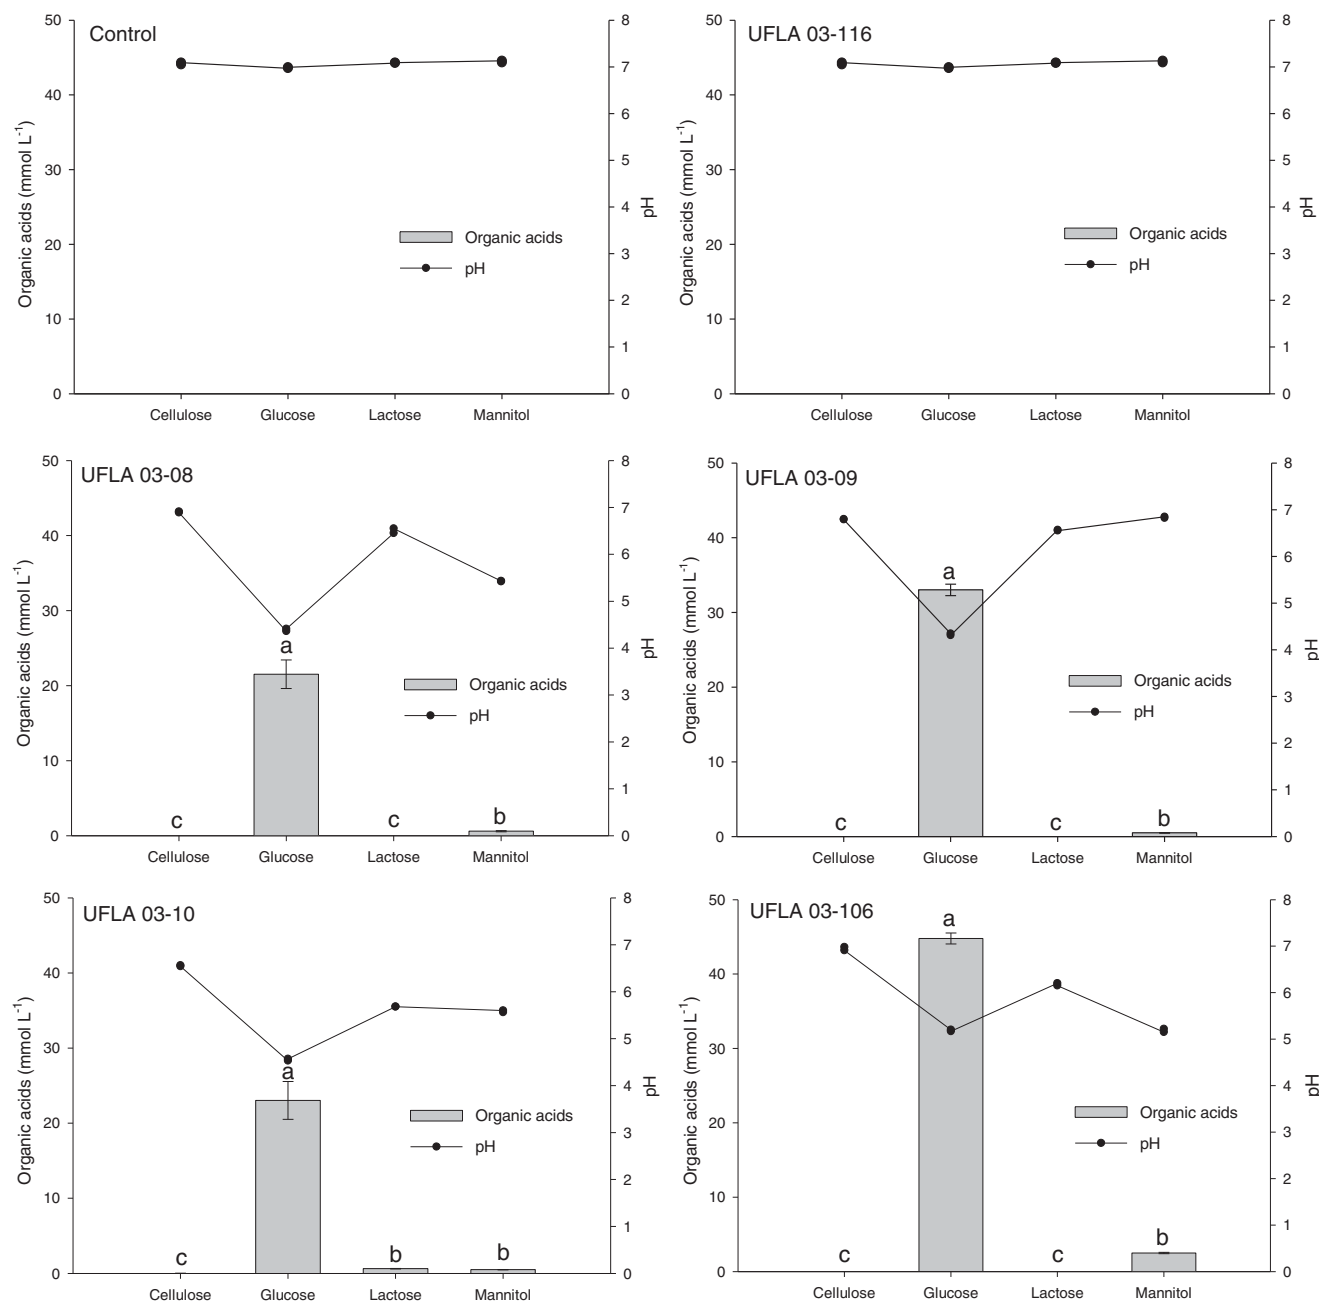 Control
50
40
30
20
10
0
Organic acids (mmol L⁻¹)
8
7
6
5
4
3
2
1
0
pH
Organic acids
pH
Cellulose Glucose Lactose Mannitol
UFLA 03-116
50
40
30
20
10
0
Organic acids (mmol L⁻¹)
8
7
6
5
4
3
2
1
0
pH
Organic acids
pH
Cellulose Glucose Lactose Mannitol
UFLA 03-08
50
40
30
20
10
0
Organic acids (mmol L⁻¹)
8
7
6
5
4
3
2
1
0
pH
a
Organic acids
pH
c c b
Cellulose Glucose Lactose Mannitol
UFLA 03-09
50
40
30
20
10
0
Organic acids (mmol L⁻¹)
8
7
6
5
4
3
2
1
0
pH
a
Organic acids
pH
c c b
Cellulose Glucose Lactose Mannitol
UFLA 03-10
50
40
30
20
10
0
Organic acids (mmol L⁻¹)
8
7
6
5
4
3
2
1
0
pH
a
Organic acids
pH
c b b
Cellulose Glucose Lactose Mannitol
UFLA 03-106
50
40
30
20
10
0
Organic acids (mmol L⁻¹)
8
7
6
5
4
3
2
1
0
pH
a
Organic acids
pH
c c b
Cellulose Glucose Lactose Mannitol